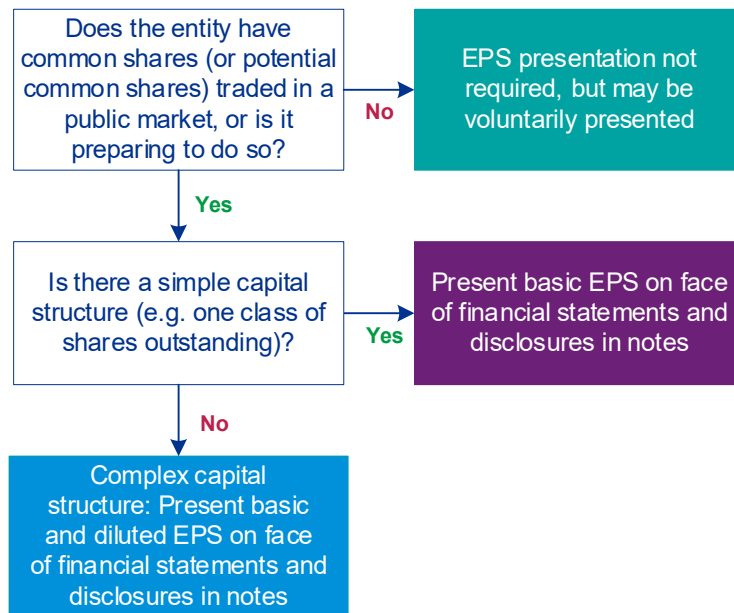 Does the entity have
common shares (or potential
common shares) traded in a
public market, or is it
preparing to do so?
No
EPS presentation not
required, but may be
voluntarily presented
Yes
Is there a simple capital
structure (e.g. one class of
shares outstanding)?
Yes
Present basic EPS on face
of financial statements and
disclosures in notes
No
Complex capital
structure: Present basic
and diluted EPS on face
of financial statements and
disclosures in notes